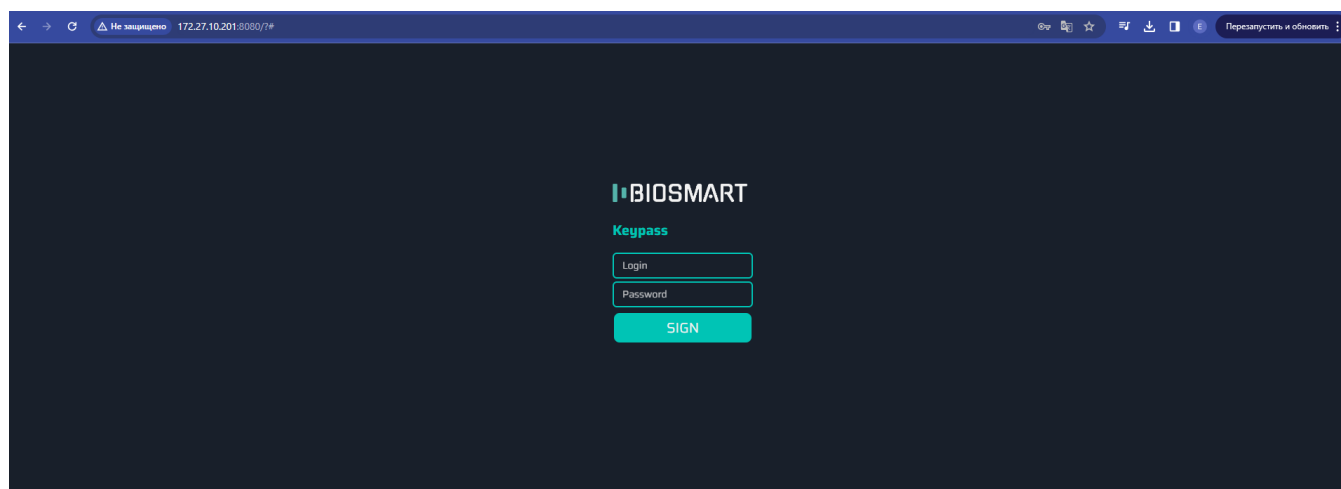 Не защищено 172.27.10.201:8080/?# E Перезапустить и обновить
BIOSMART
Keypass
Login
Password
SIGN